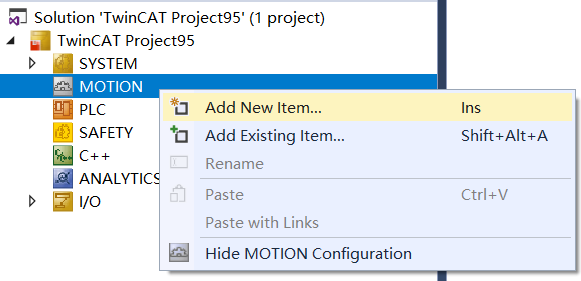 Solution 'TwinCAT Project95' (1 project)
TwinCAT Project95
SYSTEM
MOTION
PLC
SAFETY
C++
ANALYTICS
I/O
Add New Item... Ins
Add Existing Item... Shift+Alt+A
Rename
Paste Ctrl+V
Paste with Links
Hide MOTION Configuration